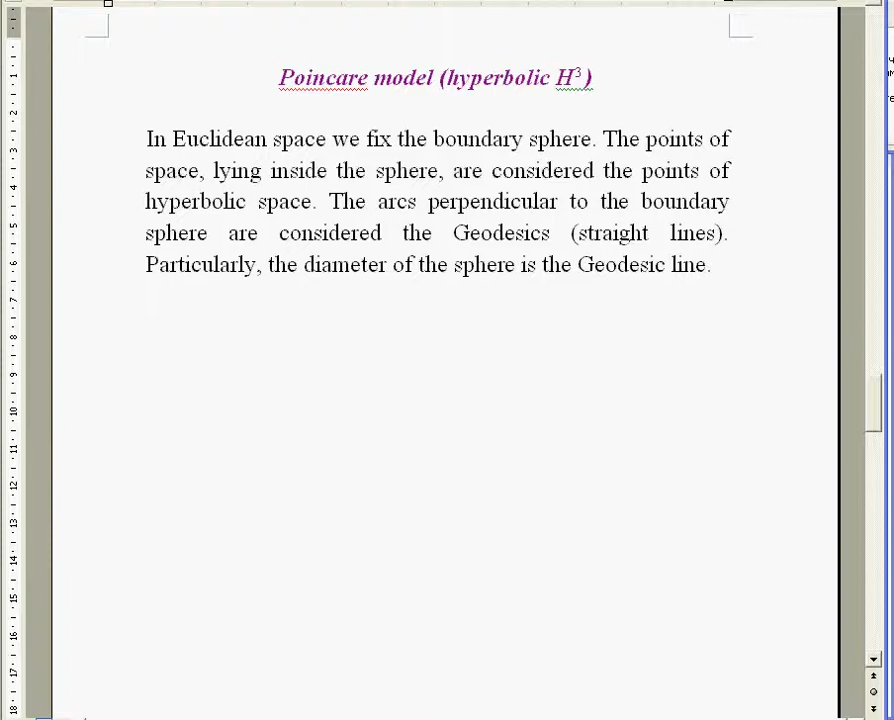 Poincare model (hyperbolic H³)
In Euclidean space we fix the boundary sphere. The points of
space, lying inside the sphere, are considered the points of
hyperbolic space. The arcs perpendicular to the boundary
sphere are considered the Geodesics (straight lines).
Particularly, the diameter of the sphere is the Geodesic line.